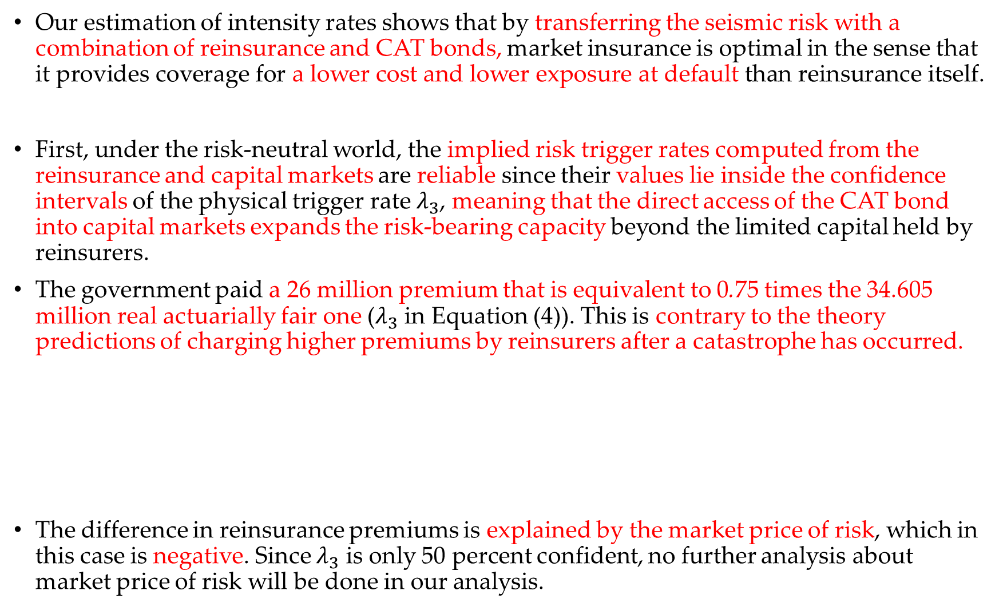 • Our estimation of intensity rates shows that by transferring the seismic risk with a
combination of reinsurance and CAT bonds, market insurance is optimal in the sense that
it provides coverage for a lower cost and lower exposure at default than reinsurance itself.
• First, under the risk-neutral world, the implied risk trigger rates computed from the
reinsurance and capital markets are reliable since their values lie inside the confidence
intervals of the physical trigger rate λ₃, meaning that the direct access of the CAT bond
into capital markets expands the risk-bearing capacity beyond the limited capital held by
reinsurers.
• The government paid a 26 million premium that is equivalent to 0.75 times the 34.605
million real actuarially fair one (λ₃ in Equation (4)). This is contrary to the theory
predictions of charging higher premiums by reinsurers after a catastrophe has occurred.
• The difference in reinsurance premiums is explained by the market price of risk, which in
this case is negative. Since λ₃ is only 50 percent confident, no further analysis about
market price of risk will be done in our analysis.